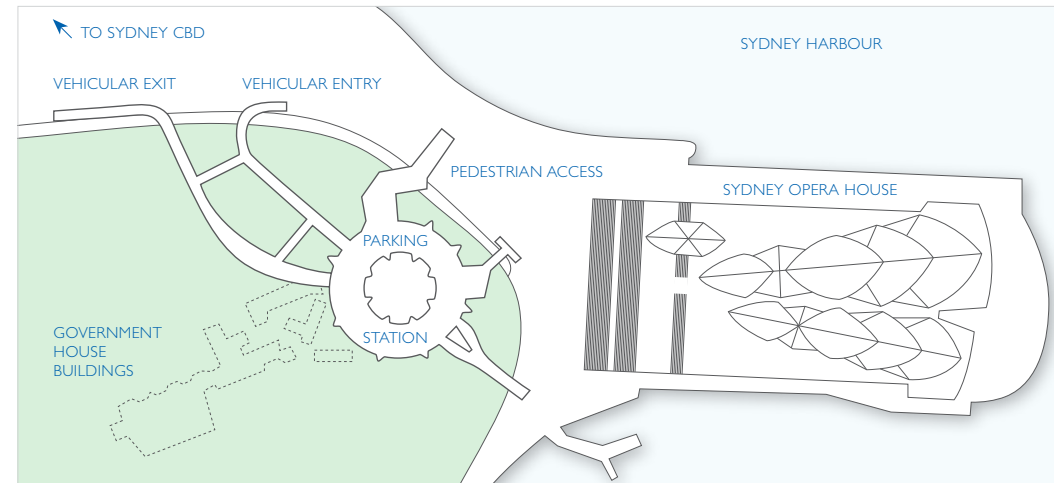 TO SYDNEY CBD
SYDNEY HARBOUR
VEHICULAR EXIT
VEHICULAR ENTRY
PEDESTRIAN ACCESS
SYDNEY OPERA HOUSE
PARKING
STATION
GOVERNMENT
HOUSE
BUILDINGS